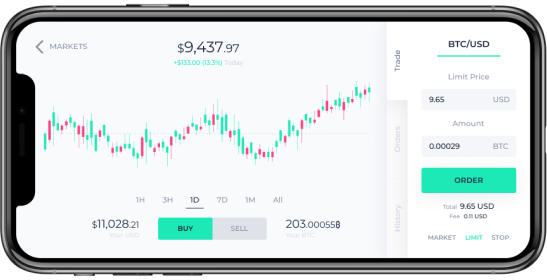 MARKETS
$9,437.97
+$133.00 (13,3%) Today
1H 3H 1D 7D 1M All
$11,028.21
Your USD
BUY
SELL
203.00055฿
Your BTC
Trade
Orders
History
BTC/USD
Limit Price
9.65 USD
Amount
0.00029 BTC
ORDER
Total 9.65 USD
Fee 0.11 USD
MARKET LIMIT STOP